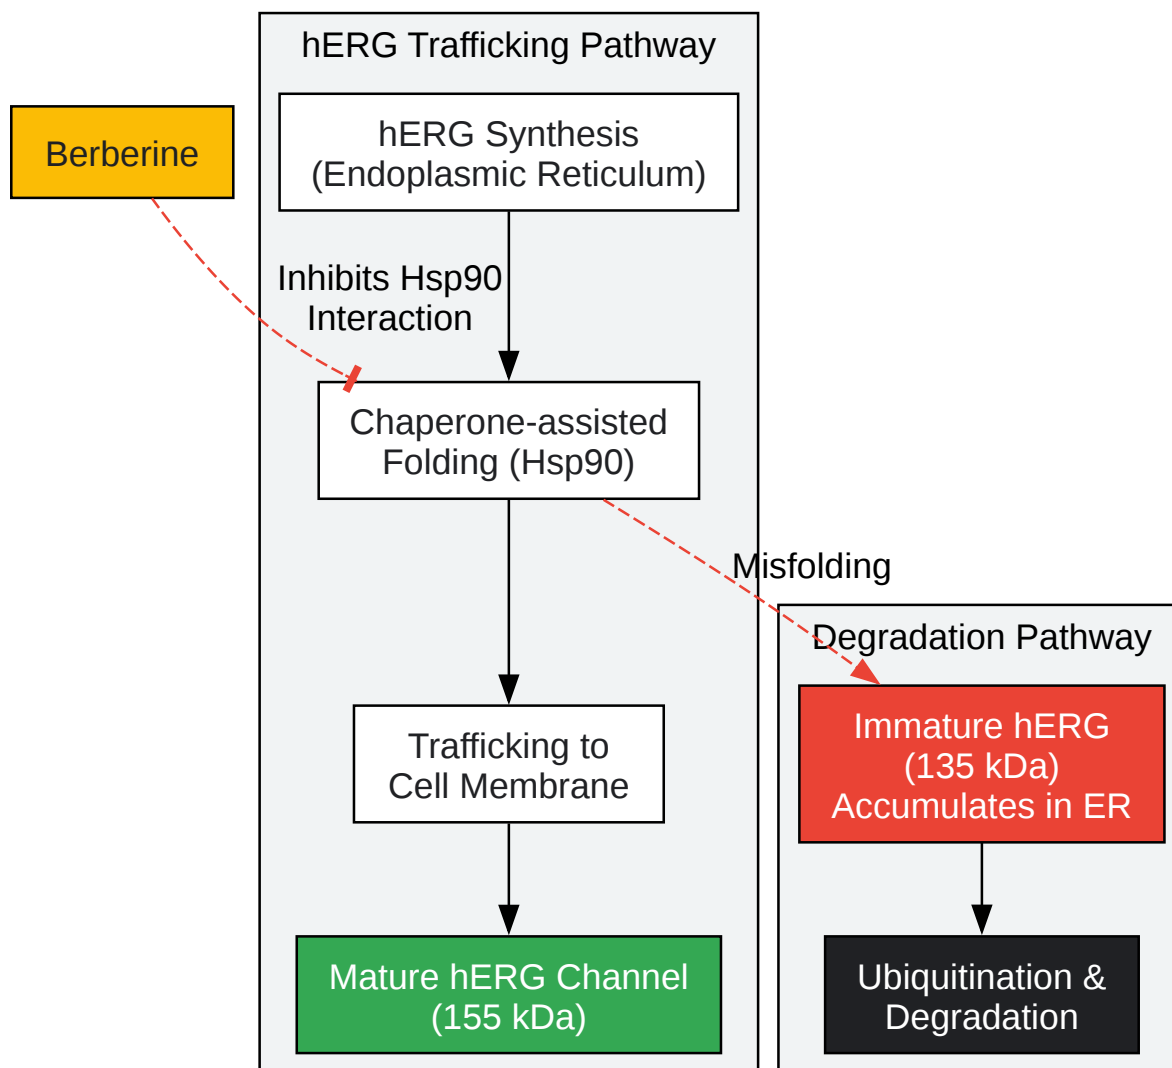 hERG Trafficking Pathway
Berberine
hERG Synthesis
(Endoplasmic Reticulum)
Inhibits Hsp90
Interaction
Chaperone-assisted
Folding (Hsp90)
Misfolding
Degradation Pathway
Trafficking to
Cell Membrane
Immature hERG
(135 kDa)
Accumulates in ER
Mature hERG Channel
(155 kDa)
Ubiquitination &
Degradation